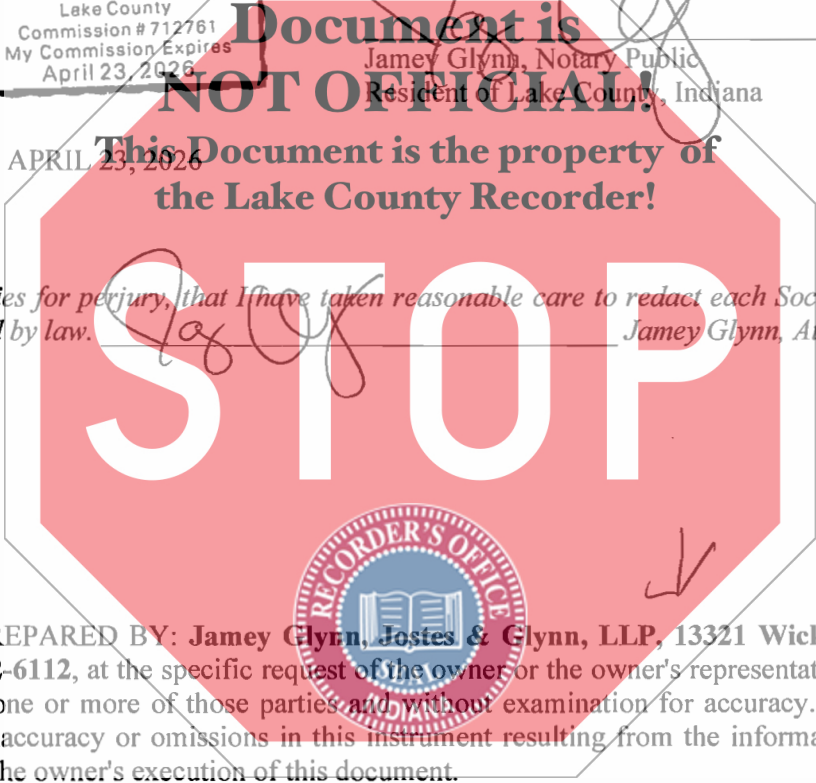 Lake County
Commission # 712761
My Commission Expires
April 23, 2026
Document is
NOT OFFICIAL!
This Document is the property of
the Lake County Recorder!
Jamey Glynn, Notary Public
Resident of Lake County, Indiana
APRIL 23, 2026
ies for perjury, that I have taken reasonable care to redact each Soc
by law. Jamey Glynn, Au
STOP
RECORDER'S OFFICE
INDIANA
REPARED BY: Jamey Glynn, Jostes & Glynn, LLP, 13321 Wicl
-6112, at the specific request of the owner or the owner's representat
one or more of those parties and without examination for accuracy.
accuracy or omissions in this instrument resulting from the informa
he owner's execution of this document.